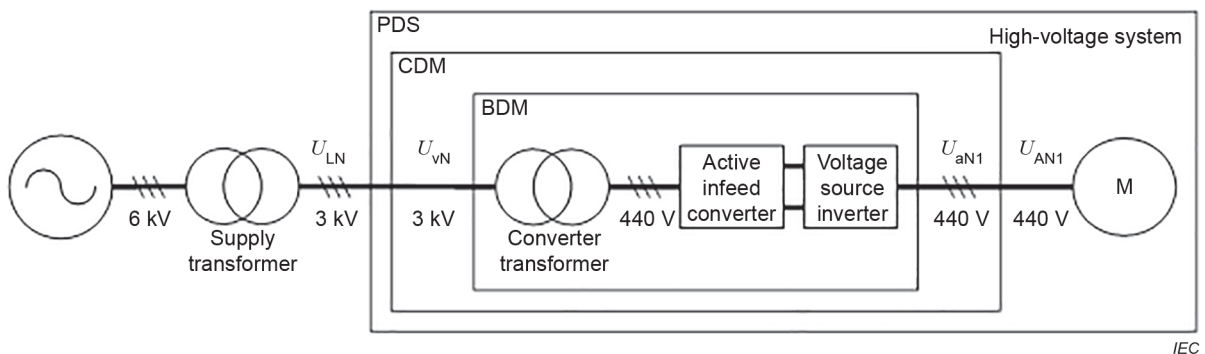 PDS
High-voltage system
CDM
BDM
U_LN
U_vN
U_aN1
U_AN1
Active
infeed
converter
Voltage
source
inverter
M
6 kV
3 kV
3 kV
440 V
440 V
440 V
Supply
transformer
Converter
transformer
IEC